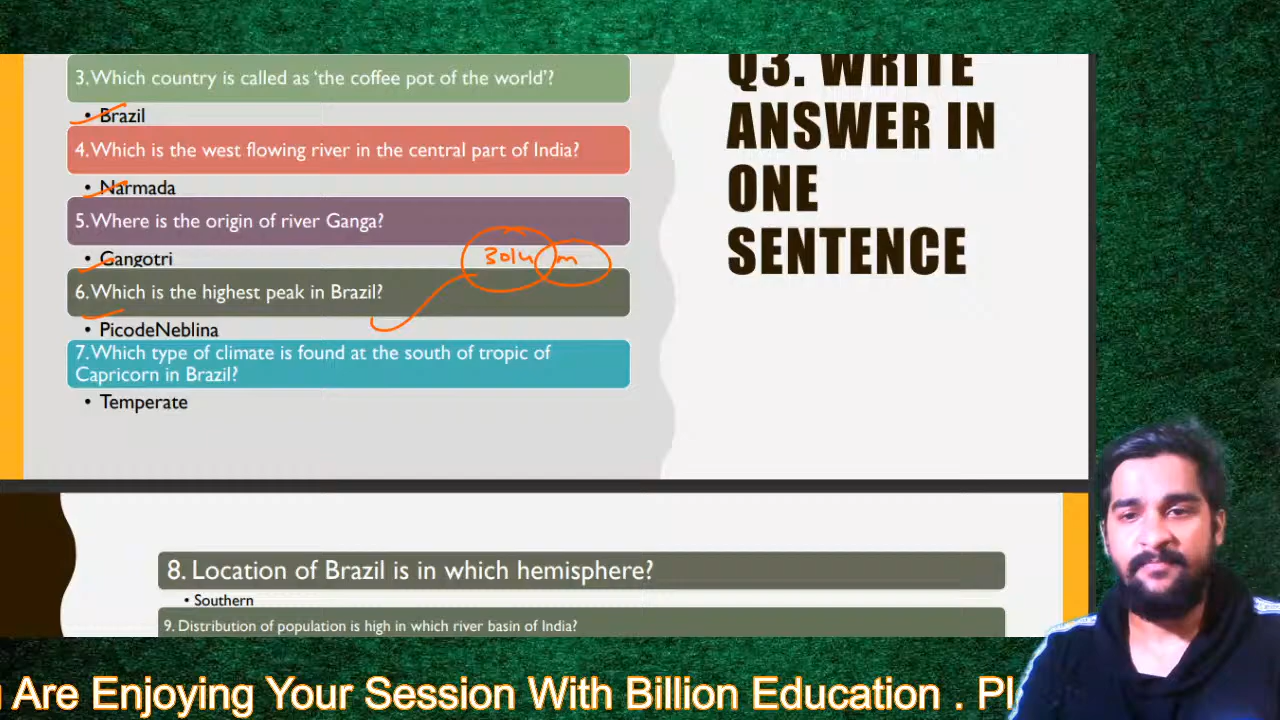 3.Which country is called as 'the coffee pot of the world'?
• Brazil
4.Which is the west flowing river in the central part of India?
• Narmada
5.Where is the origin of river Ganga?
• Gangotri
3014 m
6.Which is the highest peak in Brazil?
• PicodeNeblina
7.Which type of climate is found at the south of tropic of
Capricorn in Brazil?
• Temperate
Q3. WRITE
ANSWER IN
ONE
SENTENCE
8. Location of Brazil is in which hemisphere?
• Southern
9. Distribution of population is high in which river basin of India?
Are Enjoying Your Session With Billion Education . Pl